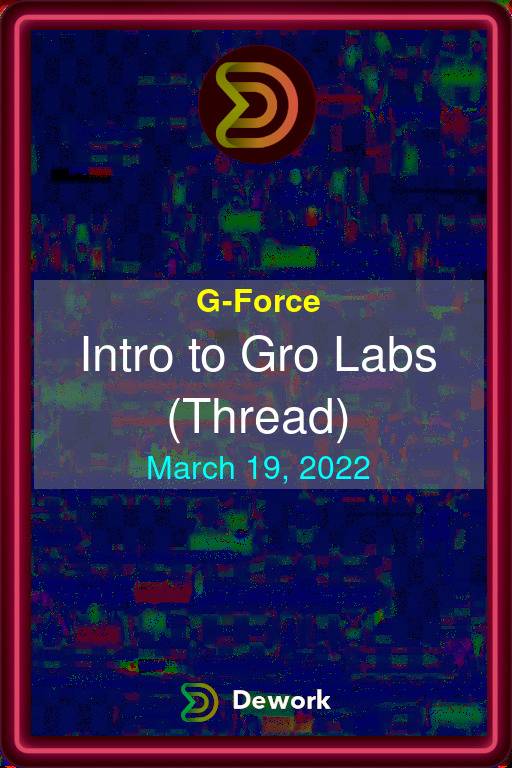 G-Force
Intro to Gro Labs
(Thread)
March 19, 2022
Dework